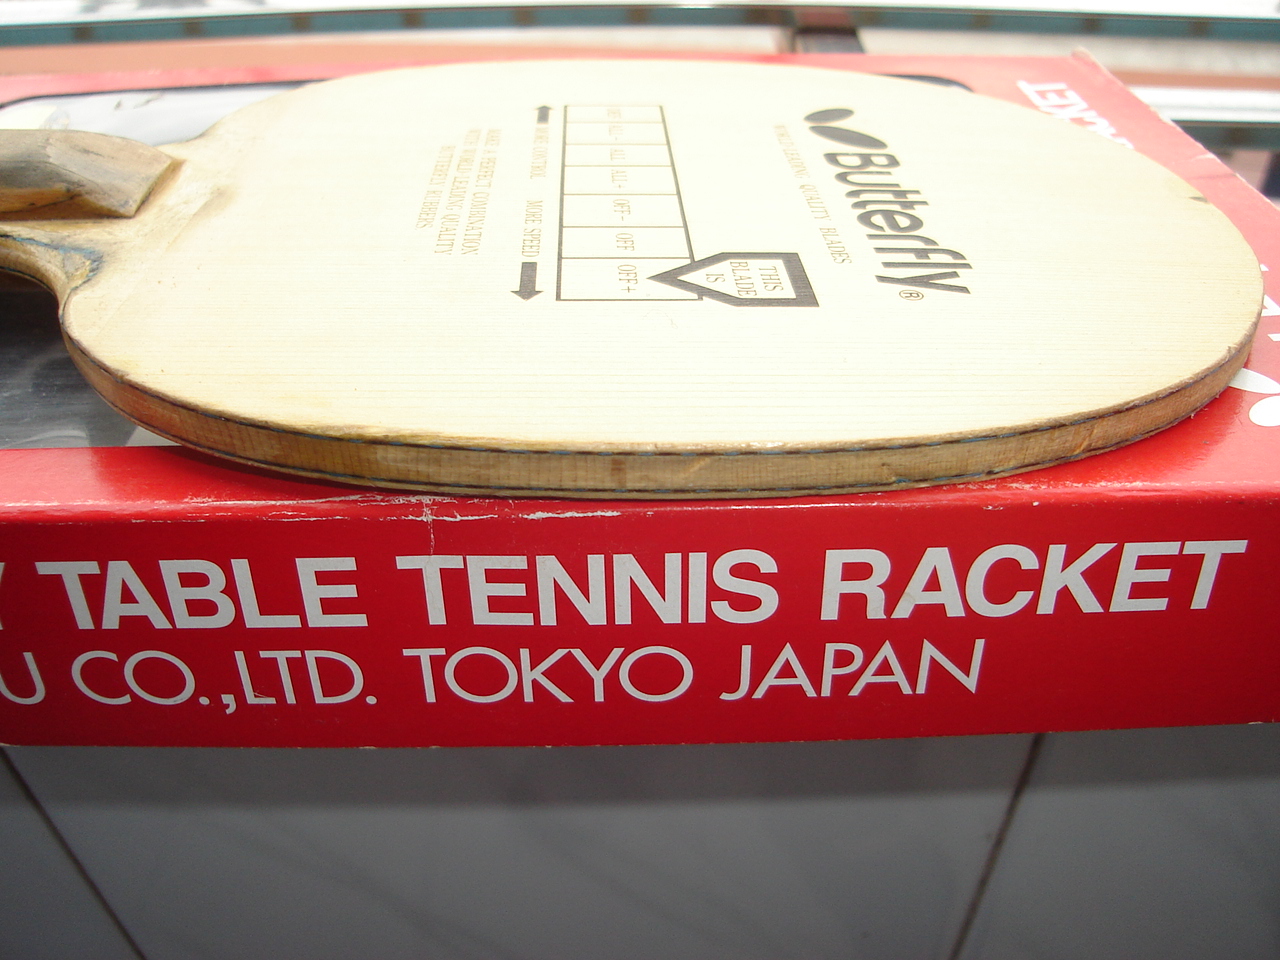 Butterfly®
WORLD-LEADING QUALITY BLADES
THIS
BLADE
IS
DEF ALL- ALL ALL+ OFF- OFF OFF+
MORE CONTROL MORE SPEED
MAKE A PERFECT COMBINATION
WITH WORLD-LEADING QUALITY
BUTTERFLY RUBBERS
TABLE TENNIS RACKET
U CO.,LTD. TOKYO JAPAN